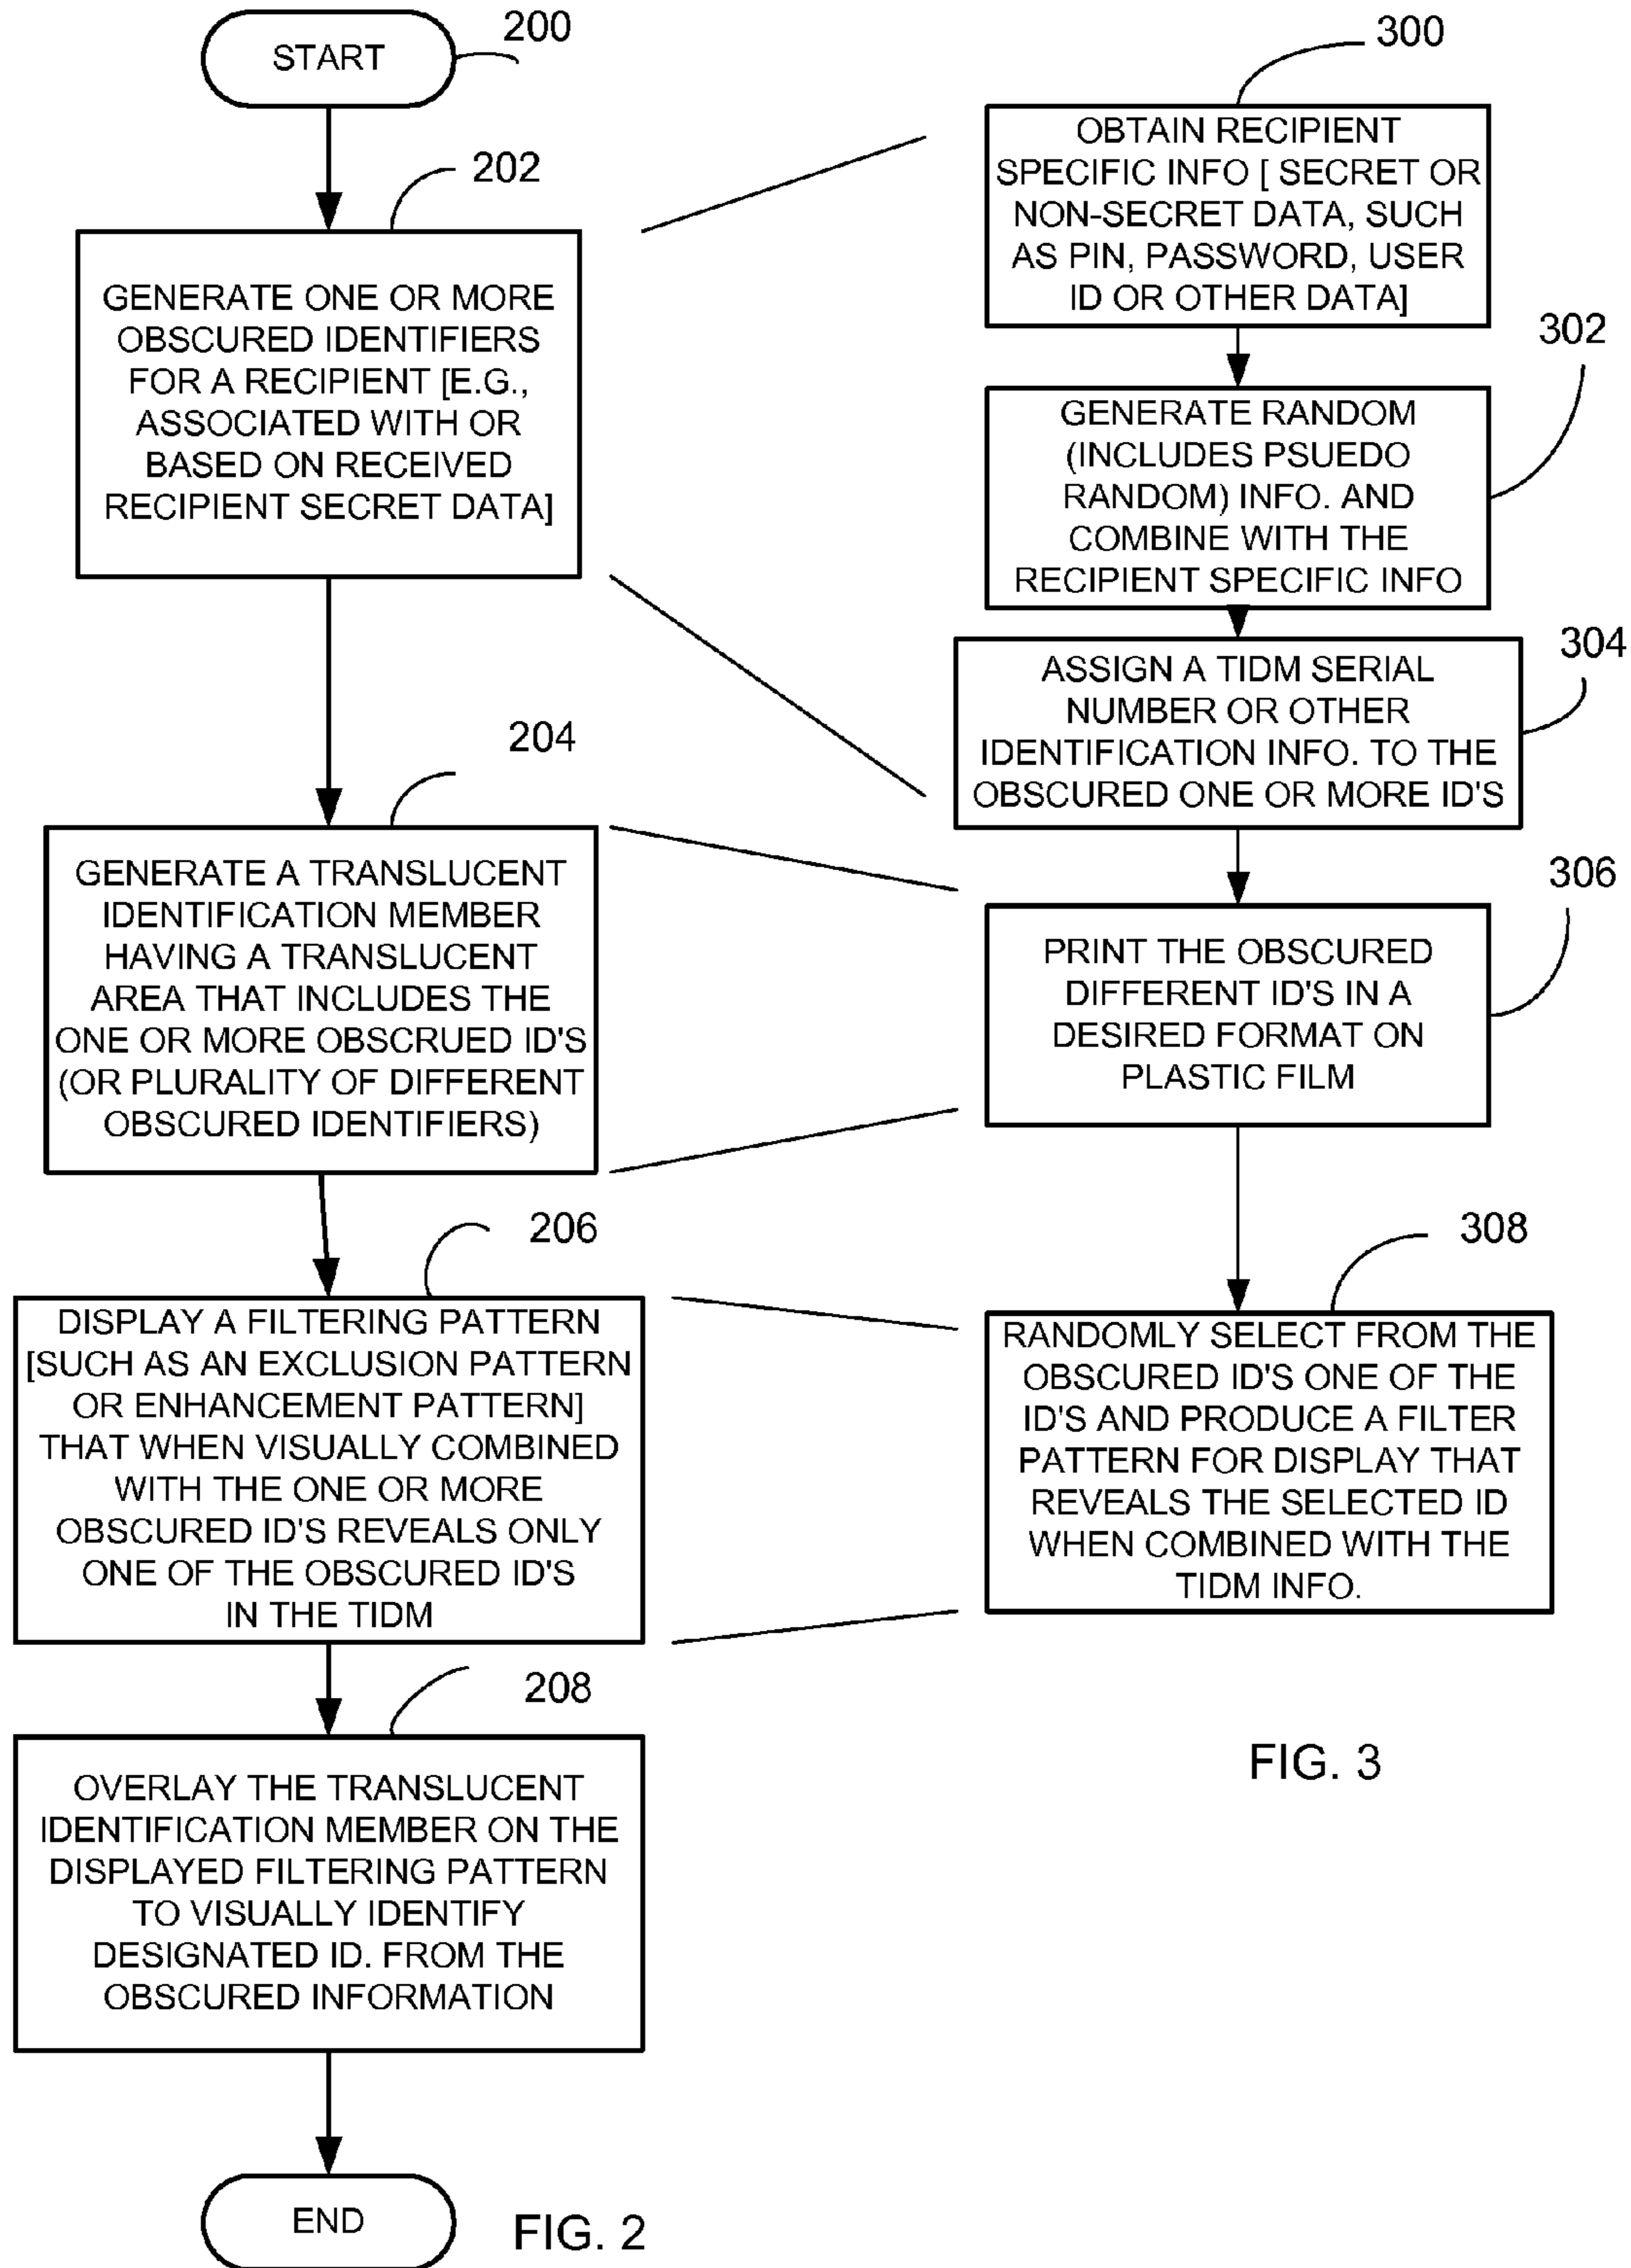 START
200
202
GENERATE ONE OR MORE
OBSCURED IDENTIFIERS
FOR A RECIPIENT [E.G.,
ASSOCIATED WITH OR
BASED ON RECEIVED
RECIPIENT SECRET DATA]
204
GENERATE A TRANSLUCENT
IDENTIFICATION MEMBER
HAVING A TRANSLUCENT
AREA THAT INCLUDES THE
ONE OR MORE OBSCRUED ID'S
(OR PLURALITY OF DIFFERENT
OBSCURED IDENTIFIERS)
206
DISPLAY A FILTERING PATTERN
[SUCH AS AN EXCLUSION PATTERN
OR ENHANCEMENT PATTERN]
THAT WHEN VISUALLY COMBINED
WITH THE ONE OR MORE
OBSCURED ID'S REVEALS ONLY
ONE OF THE OBSCURED ID'S
IN THE TIDM
208
OVERLAY THE TRANSLUCENT
IDENTIFICATION MEMBER ON THE
DISPLAYED FILTERING PATTERN
TO VISUALLY IDENTIFY
DESIGNATED ID. FROM THE
OBSCURED INFORMATION
END
FIG. 2
300
OBTAIN RECIPIENT
SPECIFIC INFO [ SECRET OR
NON-SECRET DATA, SUCH
AS PIN, PASSWORD, USER
ID OR OTHER DATA]
302
GENERATE RANDOM
(INCLUDES PSUEDO
RANDOM) INFO. AND
COMBINE WITH THE
RECIPIENT SPECIFIC INFO
304
ASSIGN A TIDM SERIAL
NUMBER OR OTHER
IDENTIFICATION INFO. TO THE
OBSCURED ONE OR MORE ID'S
306
PRINT THE OBSCURED
DIFFERENT ID'S IN A
DESIRED FORMAT ON
PLASTIC FILM
308
RANDOMLY SELECT FROM THE
OBSCURED ID'S ONE OF THE
ID'S AND PRODUCE A FILTER
PATTERN FOR DISPLAY THAT
REVEALS THE SELECTED ID
WHEN COMBINED WITH THE
TIDM INFO.
FIG. 3